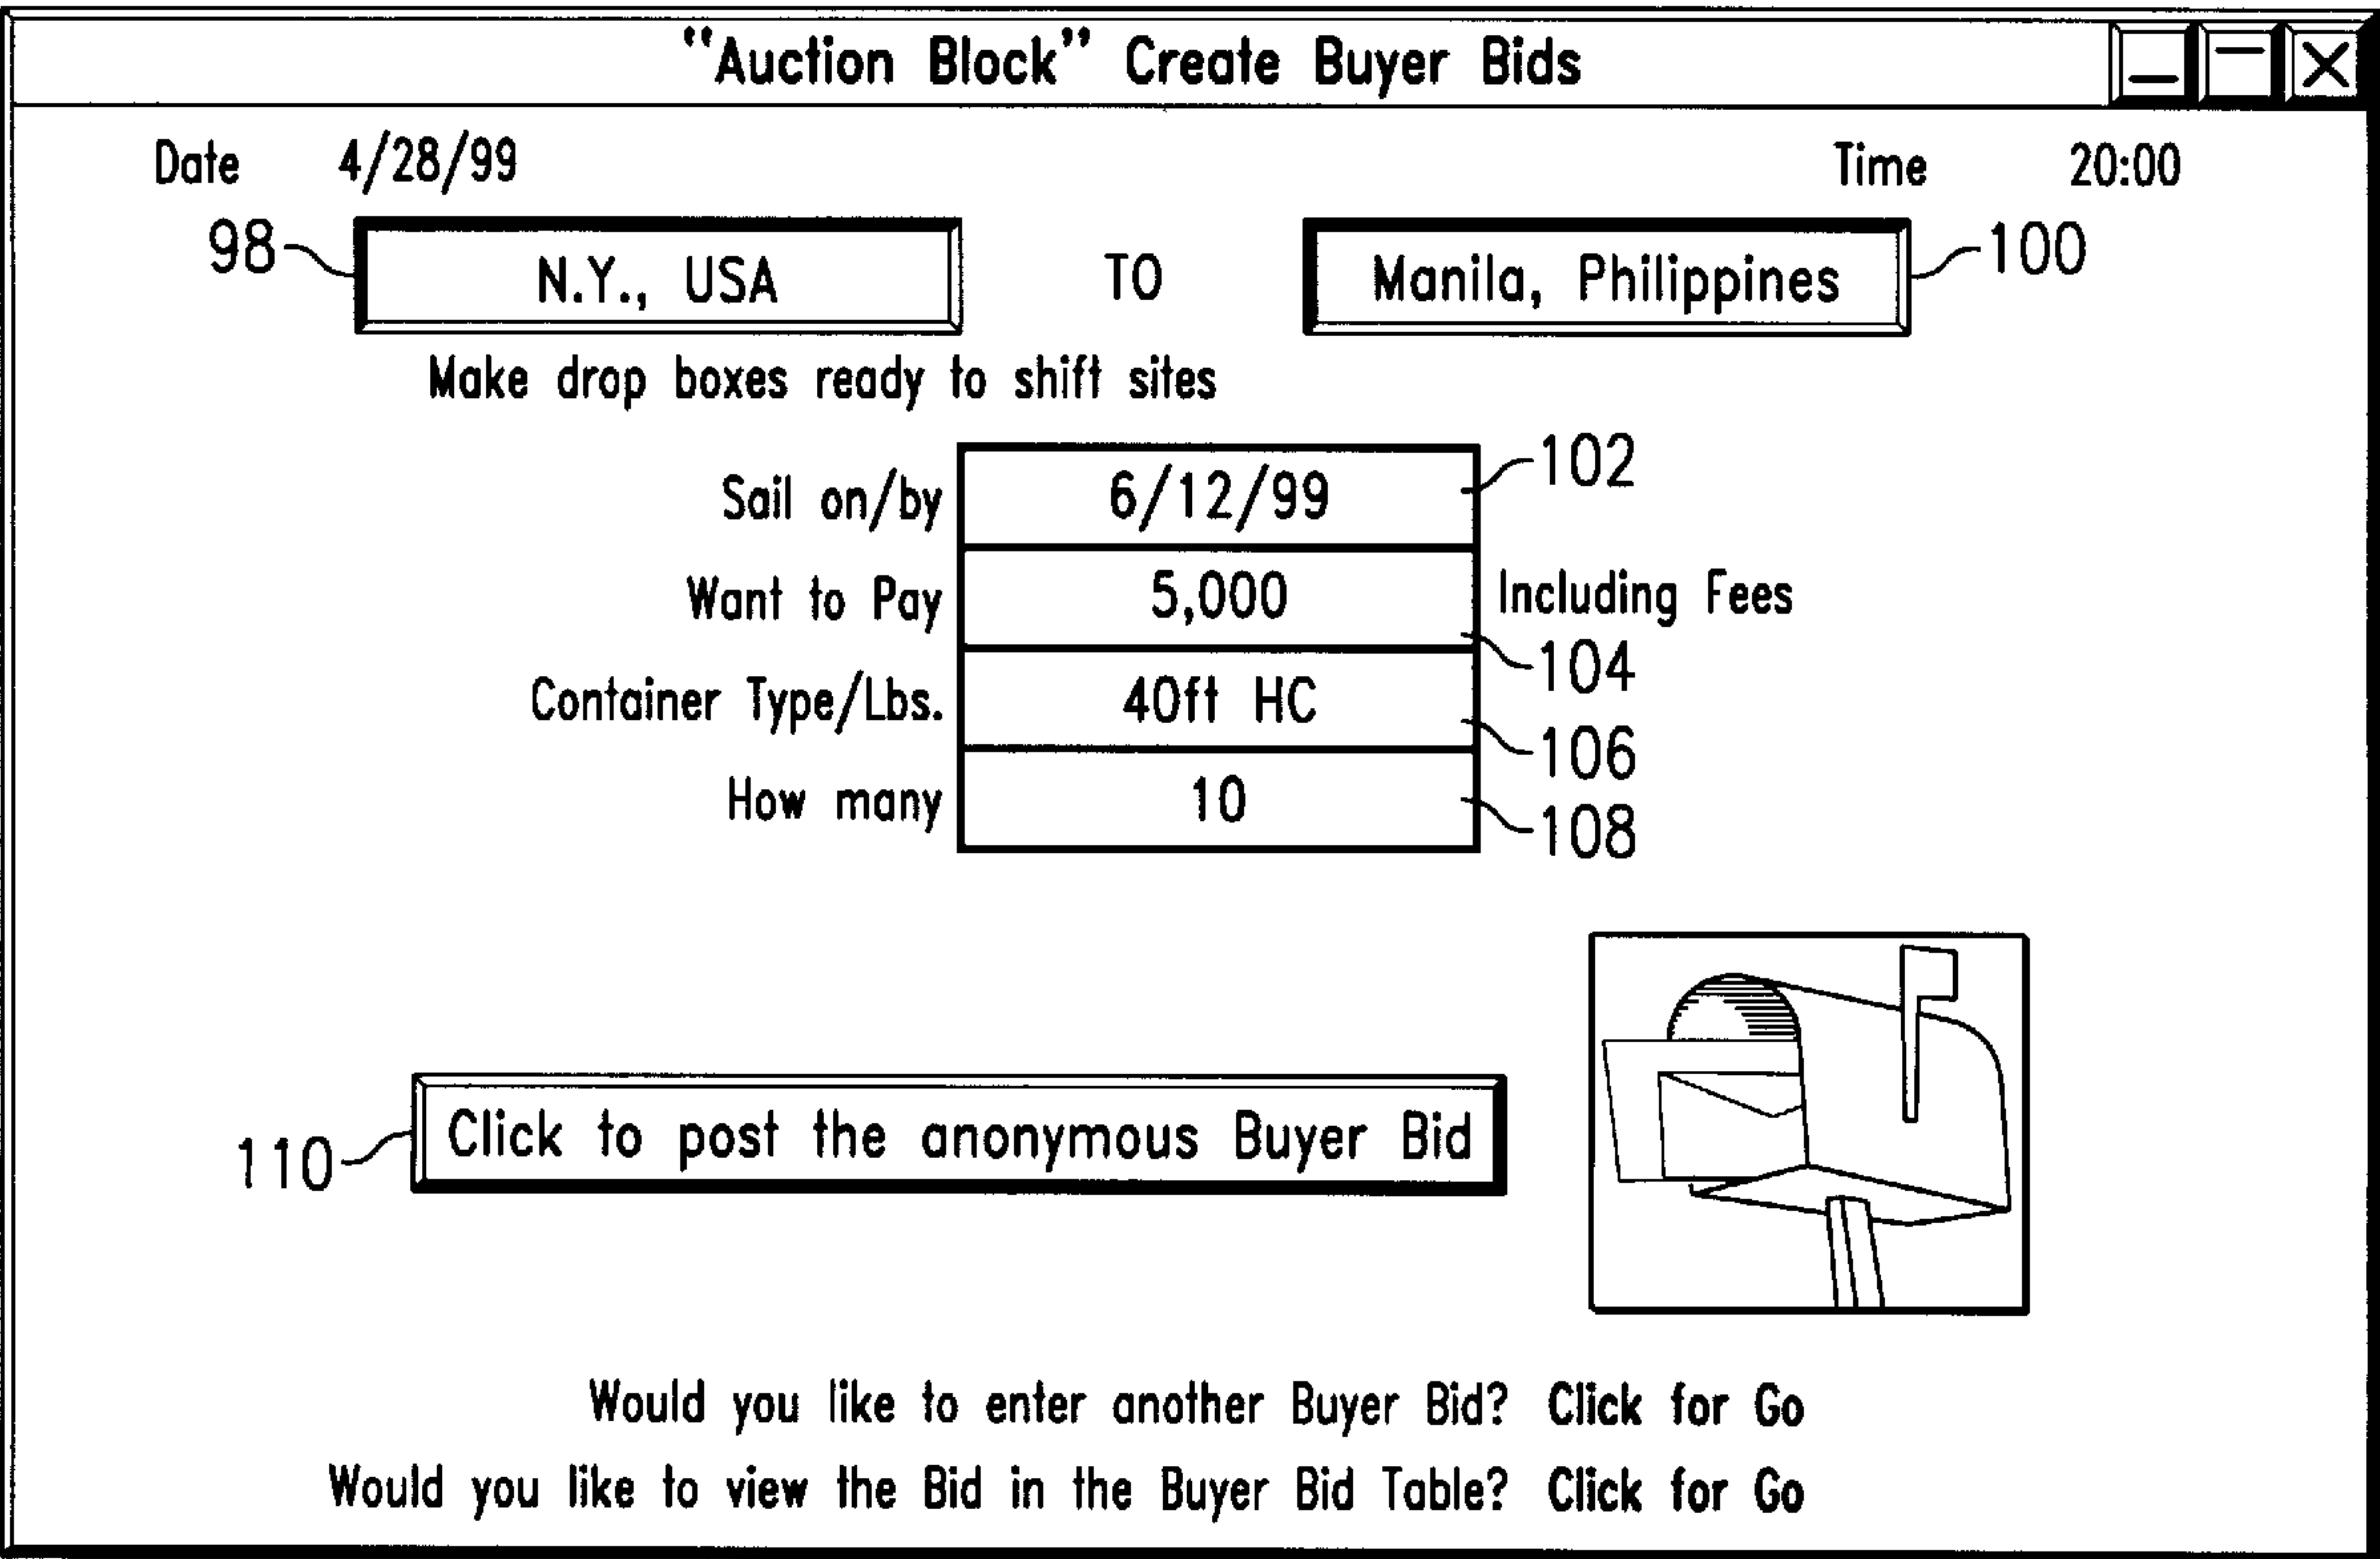 "Auction Block" Create Buyer Bids
Date 4/28/99 Time 20:00
98 N.Y., USA TO Manila, Philippines 100
Make drop boxes ready to shift sites
Sail on/by 6/12/99 102
Want to Pay 5,000 Including Fees
104
Container Type/Lbs. 40ft HC
106
How many 10
108
110 Click to post the anonymous Buyer Bid
Would you like to enter another Buyer Bid? Click for Go
Would you like to view the Bid in the Buyer Bid Table? Click for Go